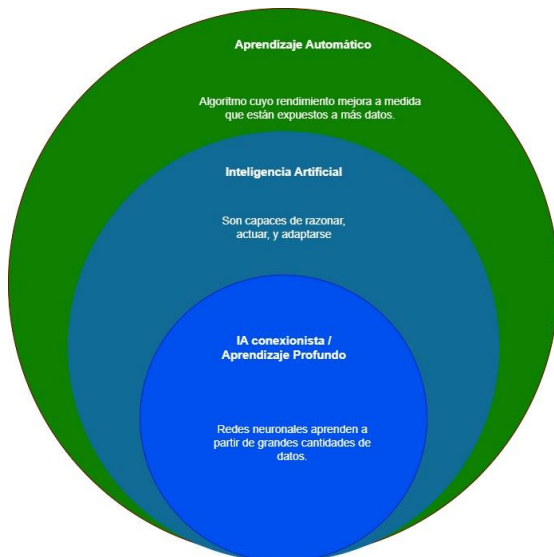 Aprendizaje Automático
Algoritmo cuyo rendimiento mejora a medida
que están expuestos a más datos.
Inteligencia Artificial
Son capaces de razonar,
actuar, y adaptarse
IA conexionista /
Aprendizaje Profundo
Redes neuronales aprenden a
partir de grandes cantidades de
datos.